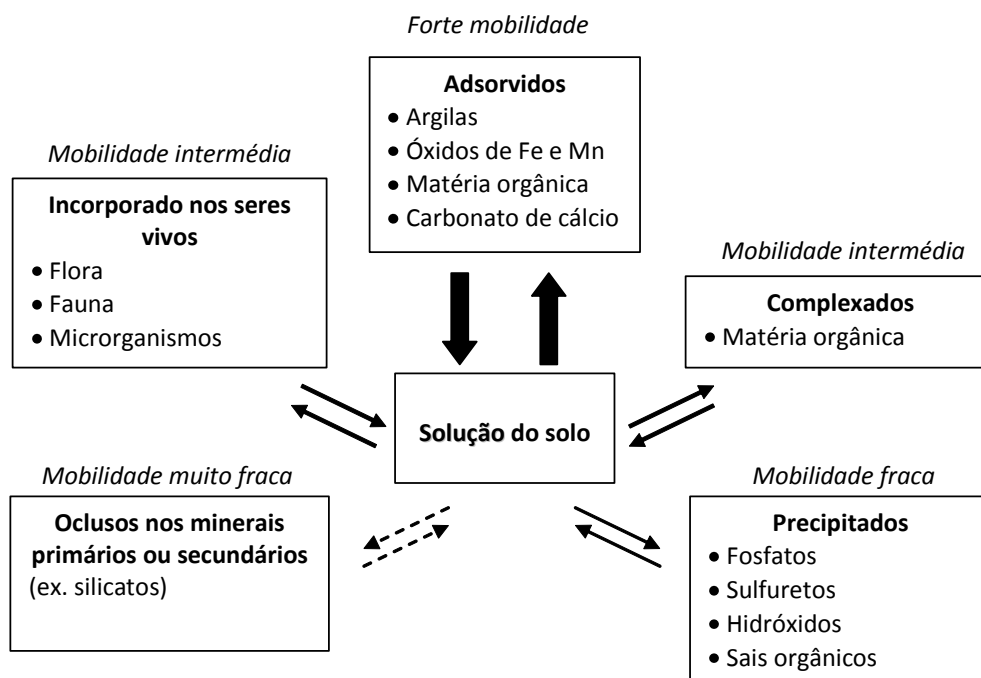 Forte mobilidade
Adsorvidos
• Argilas
• Óxidos de Fe e Mn
• Matéria orgânica
• Carbonato de cálcio
Mobilidade intermédia
Incorporado nos seres
vivos
• Flora
• Fauna
• Microrganismos
Mobilidade intermédia
Complexados
• Matéria orgânica
Solução do solo
Mobilidade muito fraca
Oclusos nos minerais
primários ou secundários
(ex. silicatos)
Mobilidade fraca
Precipitados
• Fosfatos
• Sulfuretos
• Hidróxidos
• Sais orgânicos